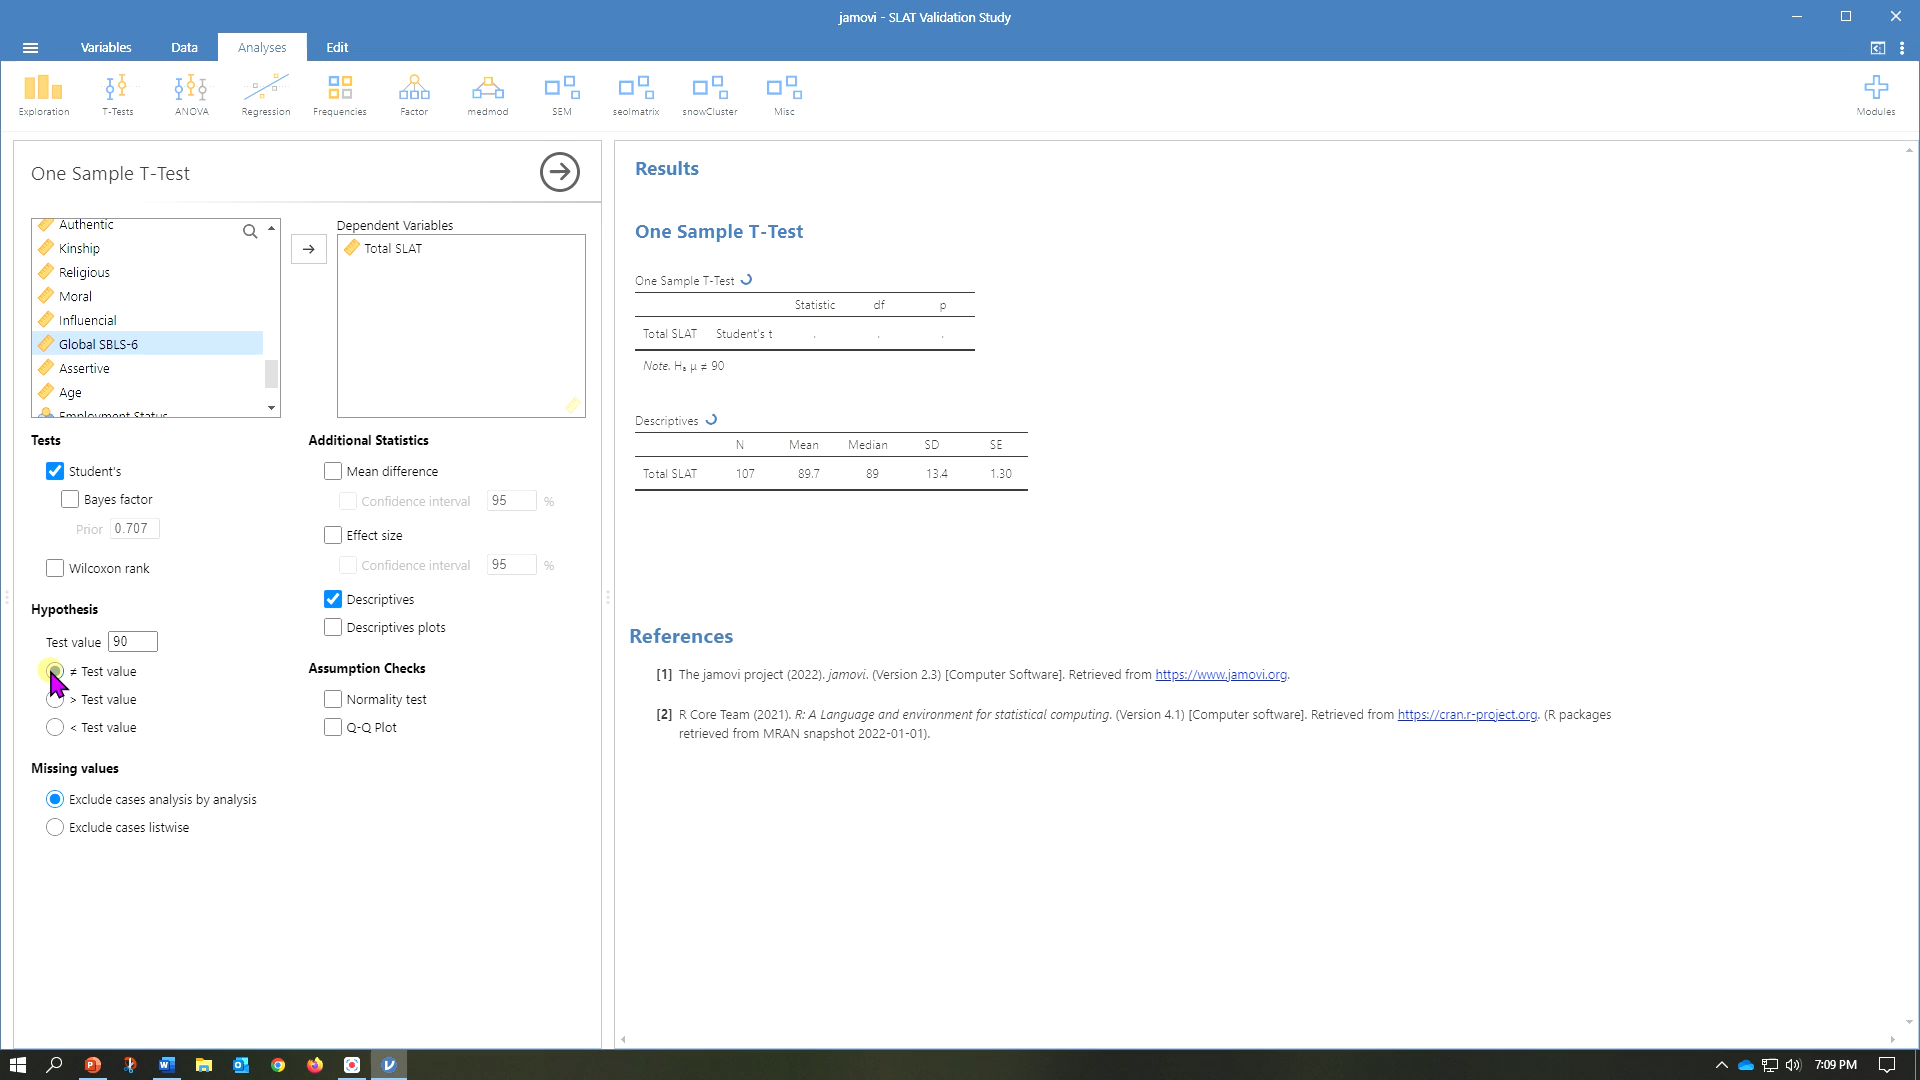 jamovi - SLAT Validation Study
Variables Data Analyses Edit
Exploration T-Tests ANOVA Regression Frequencies Factor medmod SEM seolmatrix snowCluster Misc Modules
One Sample T-Test
Authentic
Kinship
Religious
Moral
Influencial
Global SBLS-6
Assertive
Age
Employment Status
Dependent Variables
Total SLAT
Tests
Student's
Bayes factor
Prior 0.707
Wilcoxon rank
Hypothesis
Test value 90
≠ Test value
> Test value
< Test value
Missing values
Exclude cases analysis by analysis
Exclude cases listwise
Additional Statistics
Mean difference
Confidence interval 95 %
Effect size
Confidence interval 95 %
Descriptives
Descriptives plots
Assumption Checks
Normality test
Q-Q Plot
Results
One Sample T-Test
One Sample T-Test
Statistic df p
Total SLAT Student's t . . .
Note. Hₐ μ ≠ 90
Descriptives
N Mean Median SD SE
Total SLAT 107 89.7 89 13.4 1.30
References
[1] The jamovi project (2022). jamovi. (Version 2.3) [Computer Software]. Retrieved from https://www.jamovi.org.
[2] R Core Team (2021). R: A Language and environment for statistical computing. (Version 4.1) [Computer software]. Retrieved from https://cran.r-project.org. (R packages
retrieved from MRAN snapshot 2022-01-01).
7:09 PM